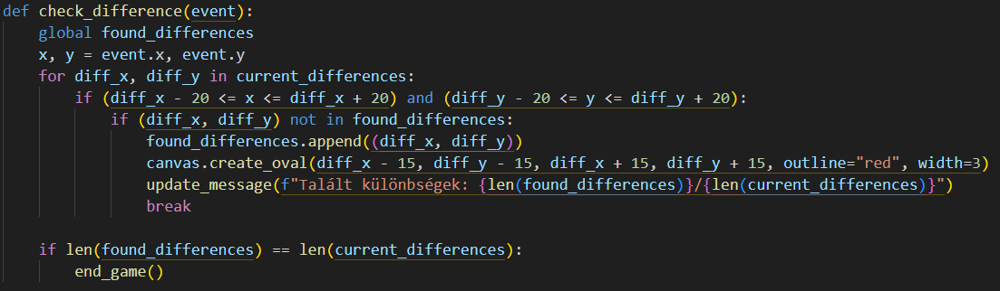 def check_difference(event):
    global found_differences
    x, y = event.x, event.y
    for diff_x, diff_y in current_differences:
        if (diff_x - 20 <= x <= diff_x + 20) and (diff_y - 20 <= y <= diff_y + 20):
            if (diff_x, diff_y) not in found_differences:
                found_differences.append((diff_x, diff_y))
                canvas.create_oval(diff_x - 15, diff_y - 15, diff_x + 15, diff_y + 15, outline="red", width=3)
                update_message(f"Talált különbségek: {len(found_differences)}/{len(current_differences)}")
                break
    if len(found_differences) == len(current_differences):
        end_game()